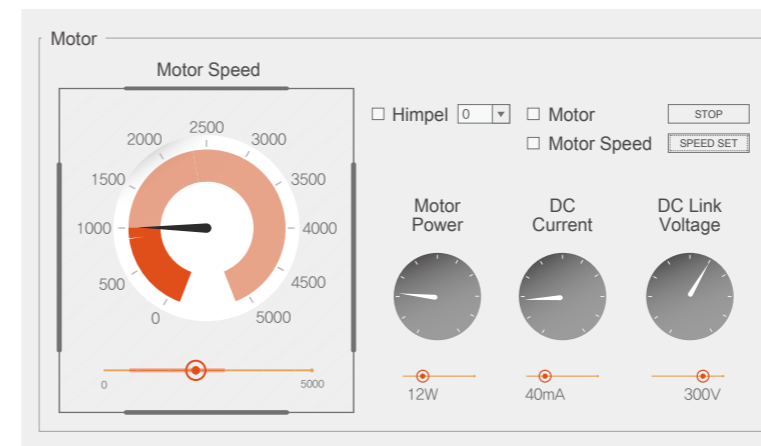 Motor
Motor Speed
Himpel 0
Motor
STOP
Motor Speed
SPEED SET
2500
2000
3000
1500
3500
1000
4000
500
4500
0
5000
Motor
Power
DC
Current
DC Link
Voltage
0
5000
12W
40mA
300V